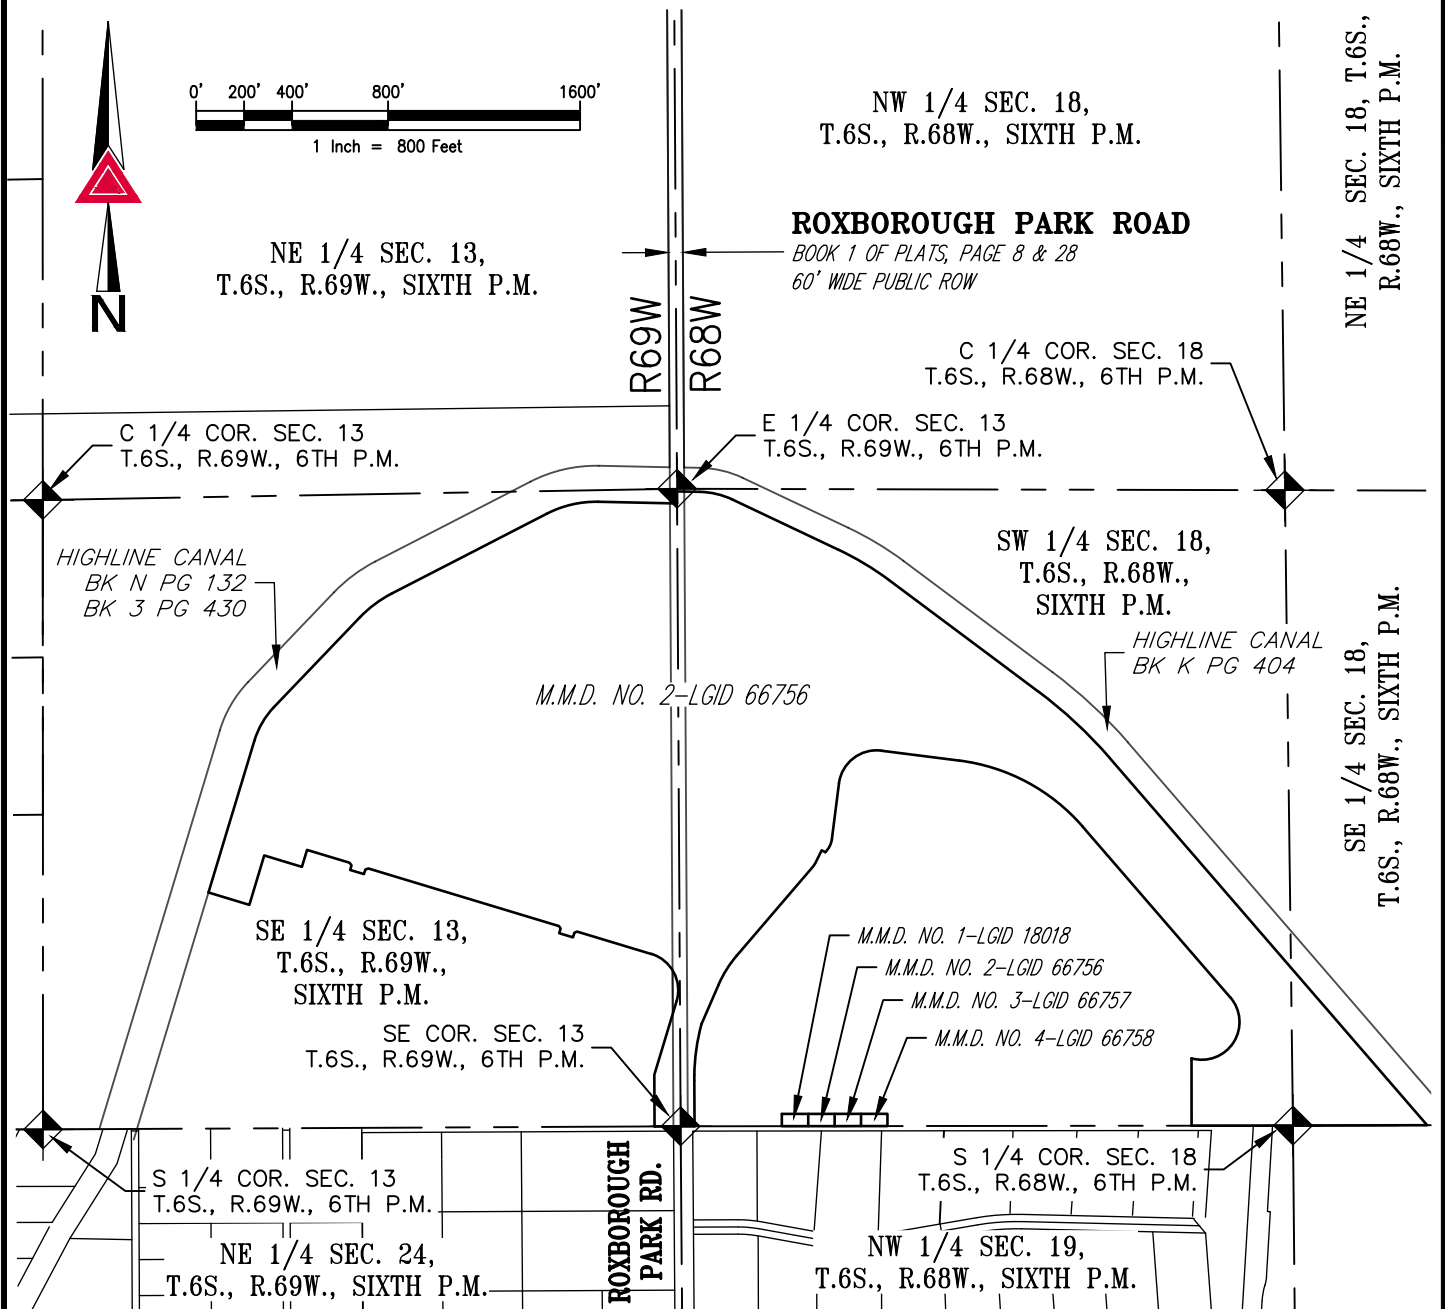 0' 200' 400' 800' 1600'
1 Inch = 800 Feet
N
NW 1/4 SEC. 18,
T.6S., R.68W., SIXTH P.M.
NE 1/4 SEC. 18, T.6S.,
R.68W., SIXTH P.M.
NE 1/4 SEC. 13,
T.6S., R.69W., SIXTH P.M.
ROXBOROUGH PARK ROAD
BOOK 1 OF PLATS, PAGE 8 & 28
60' WIDE PUBLIC ROW
R69W
R68W
C 1/4 COR. SEC. 18
T.6S., R.68W., 6TH P.M.
C 1/4 COR. SEC. 13
T.6S., R.69W., 6TH P.M.
E 1/4 COR. SEC. 13
T.6S., R.69W., 6TH P.M.
HIGHLINE CANAL
BK N PG 132
BK 3 PG 430
SW 1/4 SEC. 18,
T.6S., R.68W.,
SIXTH P.M.
HIGHLINE CANAL
BK K PG 404
SE 1/4 SEC. 18,
T.6S., R.68W., SIXTH P.M.
M.M.D. NO. 2-LGID 66756
SE 1/4 SEC. 13,
T.6S., R.69W.,
SIXTH P.M.
M.M.D. NO. 1-LGID 18018
M.M.D. NO. 2-LGID 66756
M.M.D. NO. 3-LGID 66757
M.M.D. NO. 4-LGID 66758
SE COR. SEC. 13
T.6S., R.69W., 6TH P.M.
S 1/4 COR. SEC. 13
T.6S., R.69W., 6TH P.M.
ROXBOROUGH
PARK RD.
S 1/4 COR. SEC. 18
T.6S., R.68W., 6TH P.M.
NE 1/4 SEC. 24,
T.6S., R.69W., SIXTH P.M.
NW 1/4 SEC. 19,
T.6S., R.68W., SIXTH P.M.